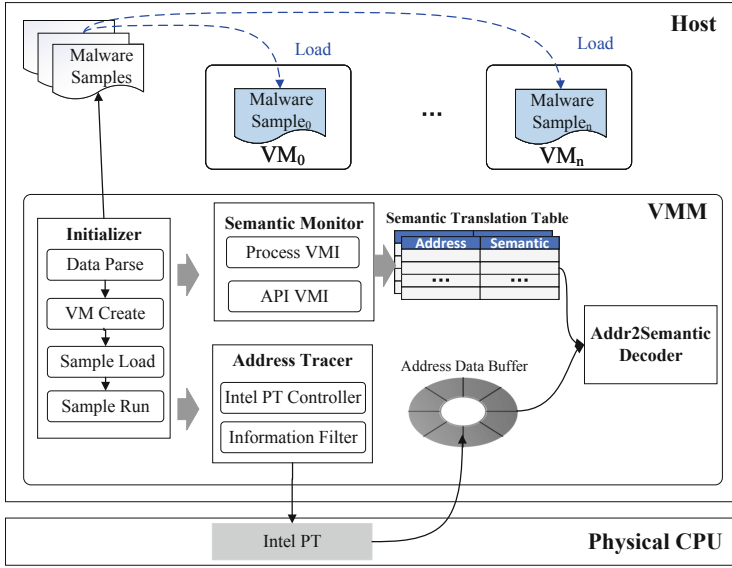 Host
Malware
Samples
Load
Load
Malware
Sample0
VM0
...
Malware
Samplen
VMn
VMM
Initializer
Data Parse
VM Create
Sample Load
Sample Run
Semantic Monitor
Process VMI
API VMI
Semantic Translation Table
Address Semantic
... ...
Address Tracer
Intel PT Controller
Information Filter
Address Data Buffer
Addr2Semantic
Decoder
Intel PT
Physical CPU